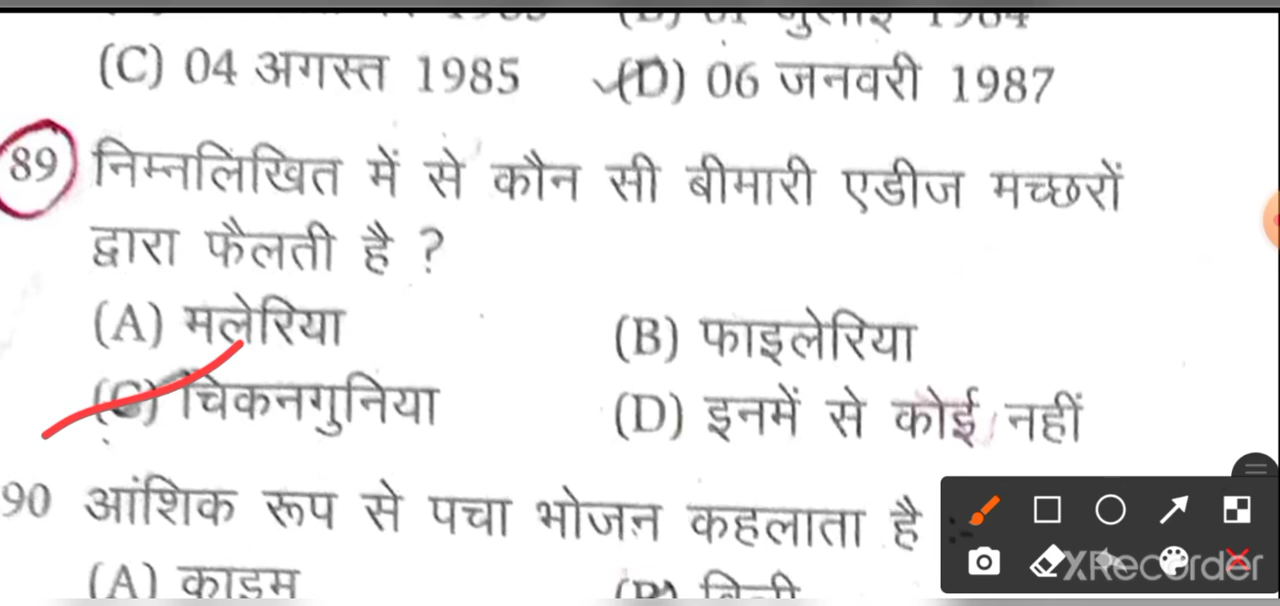 (C) 04 अगस्त 1985 (D) 06 जनवरी 1987
89 निम्नलिखित में से कौन सी बीमारी एडीज मच्छरों
द्वारा फैलती है ?
(A) मलेरिया (B) फाइलेरिया
(C) चिकनगुनिया (D) इनमें से कोई नहीं
90 आंशिक रूप से पचा भोजन कहलाता है
(A) काइम
XRecorder